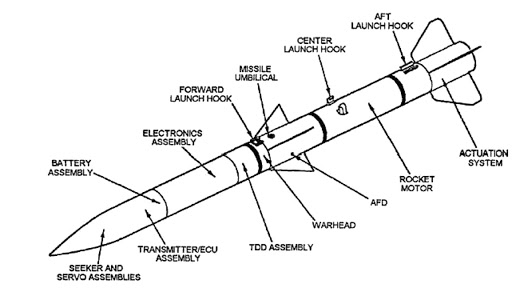 AFT
LAUNCH HOOK
CENTER
LAUNCH HOOK
MISSILE
UMBILICAL
FORWARD
LAUNCH HOOK
ELECTRONICS
ASSEMBLY
BATTERY
ASSEMBLY
ACTUATION
SYSTEM
ROCKET
MOTOR
AFD
WARHEAD
TDD ASSEMBLY
TRANSMITTER/ECU
ASSEMBLY
SEEKER AND
SERVO ASSEMBLIES